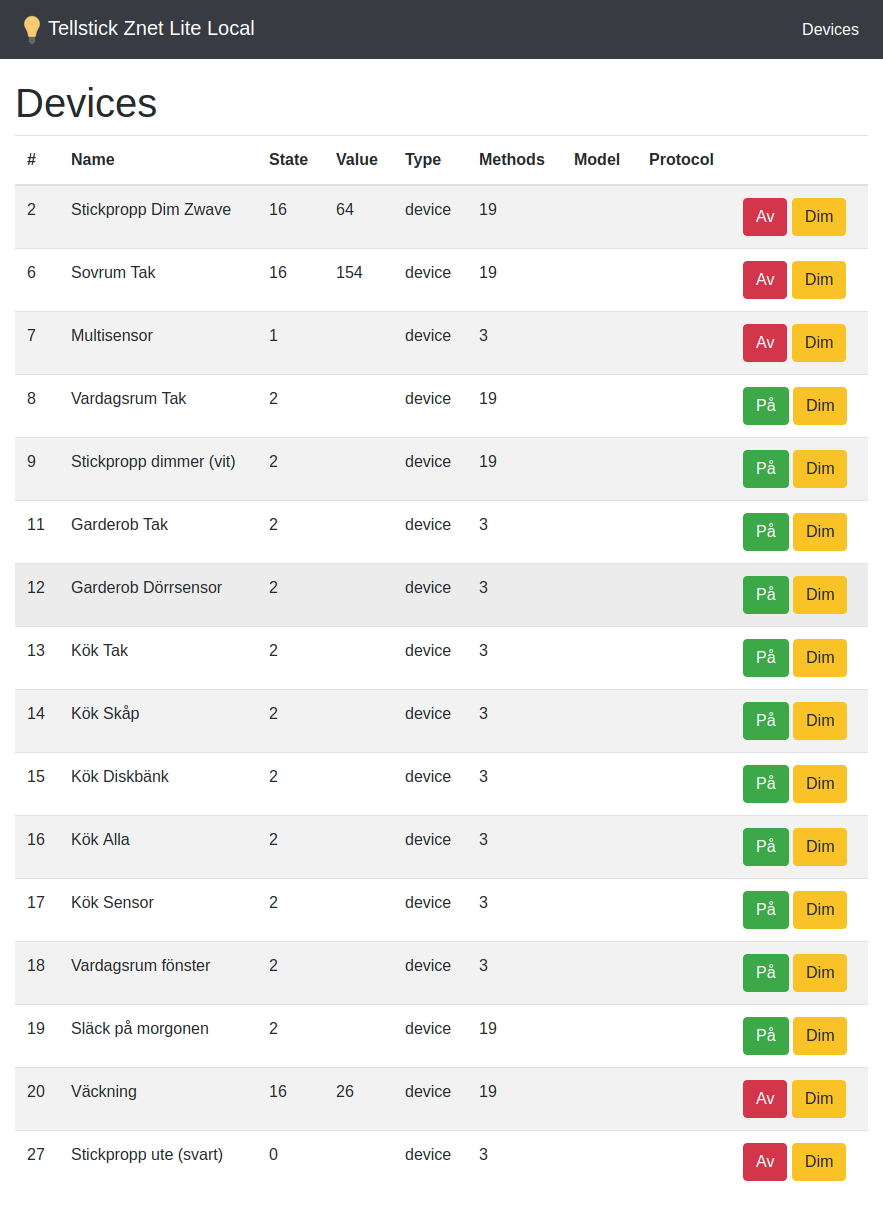 Tellstick Znet Lite Local Devices
Devices
# Name State Value Type Methods Model Protocol
2 Stickpropp Dim Zwave 16 64 device 19 Av Dim
6 Sovrum Tak 16 154 device 19 Av Dim
7 Multisensor 1 device 3 Av Dim
8 Vardagsrum Tak 2 device 19 På Dim
9 Stickpropp dimmer (vit) 2 device 19 På Dim
11 Garderob Tak 2 device 3 På Dim
12 Garderob Dörrsensor 2 device 3 På Dim
13 Kök Tak 2 device 3 På Dim
14 Kök Skåp 2 device 3 På Dim
15 Kök Diskbänk 2 device 3 På Dim
16 Kök Alla 2 device 3 På Dim
17 Kök Sensor 2 device 3 På Dim
18 Vardagsrum fönster 2 device 3 På Dim
19 Släck på morgonen 2 device 19 På Dim
20 Väckning 16 26 device 19 Av Dim
27 Stickpropp ute (svart) 0 device 3 Av Dim